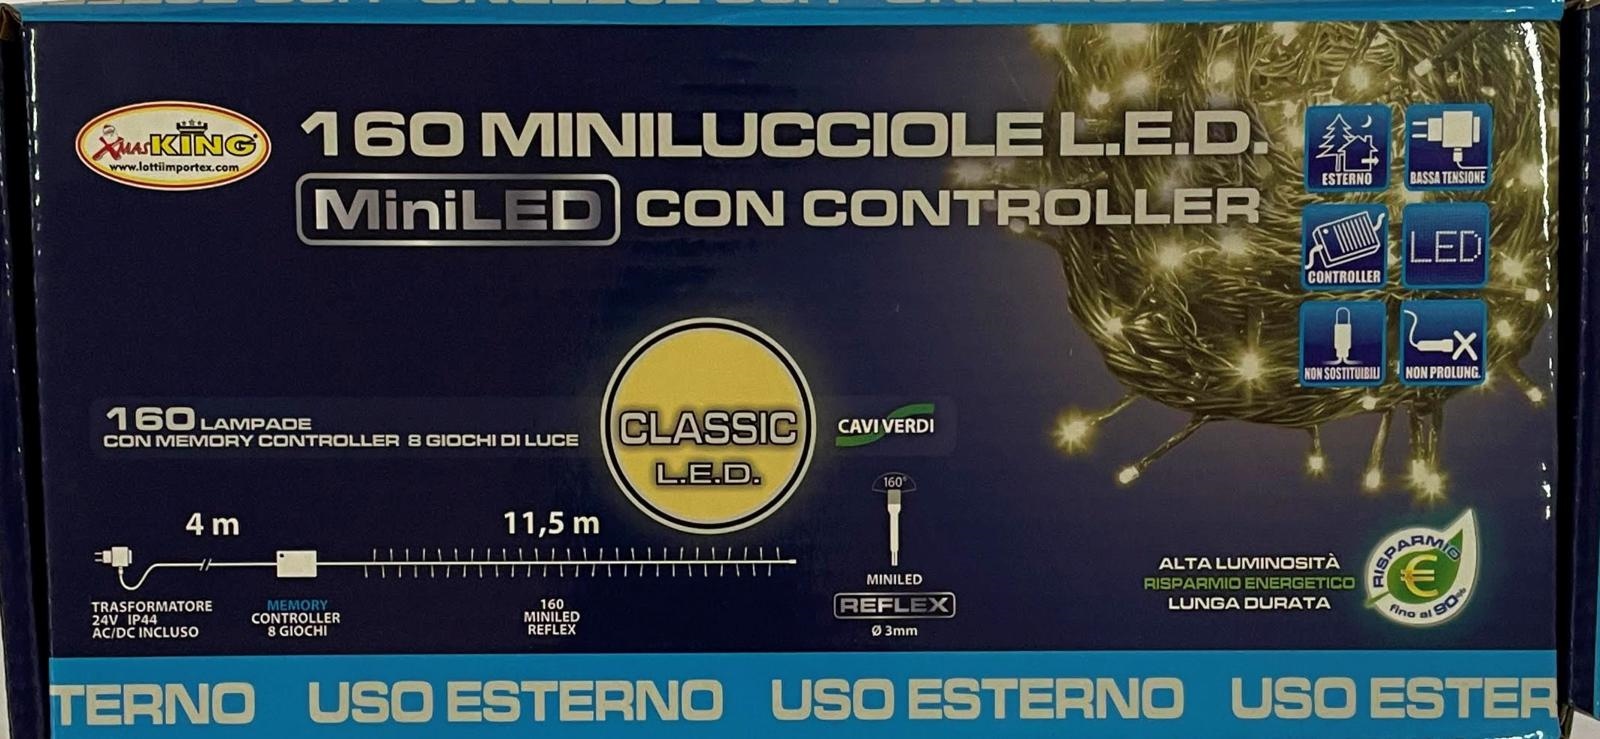 XMAS KING
www.lottiimportex.com
160 MINILUCCIOLE L.E.D.
MiniLED CON CONTROLLER
ESTERNO
BASSA TENSIONE
CONTROLLER
LED
NON SOSTITUIBILI
NON PROLUNG.
160 LAMPADE
CON MEMORY CONTROLLER 8 GIOCHI DI LUCE
CLASSIC
L.E.D.
CAVI VERDI
4 m
11,5 m
160°
TRASFORMATORE
24V IP44
AC/DC INCLUSO
MEMORY
CONTROLLER
8 GIOCHI
160
MINILED
REFLEX
MINILED
REFLEX
Ø 3mm
ALTA LUMINOSITÀ
RISPARMIO ENERGETICO
LUNGA DURATA
RISPARMIO
€
fino al 90%
TERNO USO ESTERNO USO ESTERNO USO ESTER